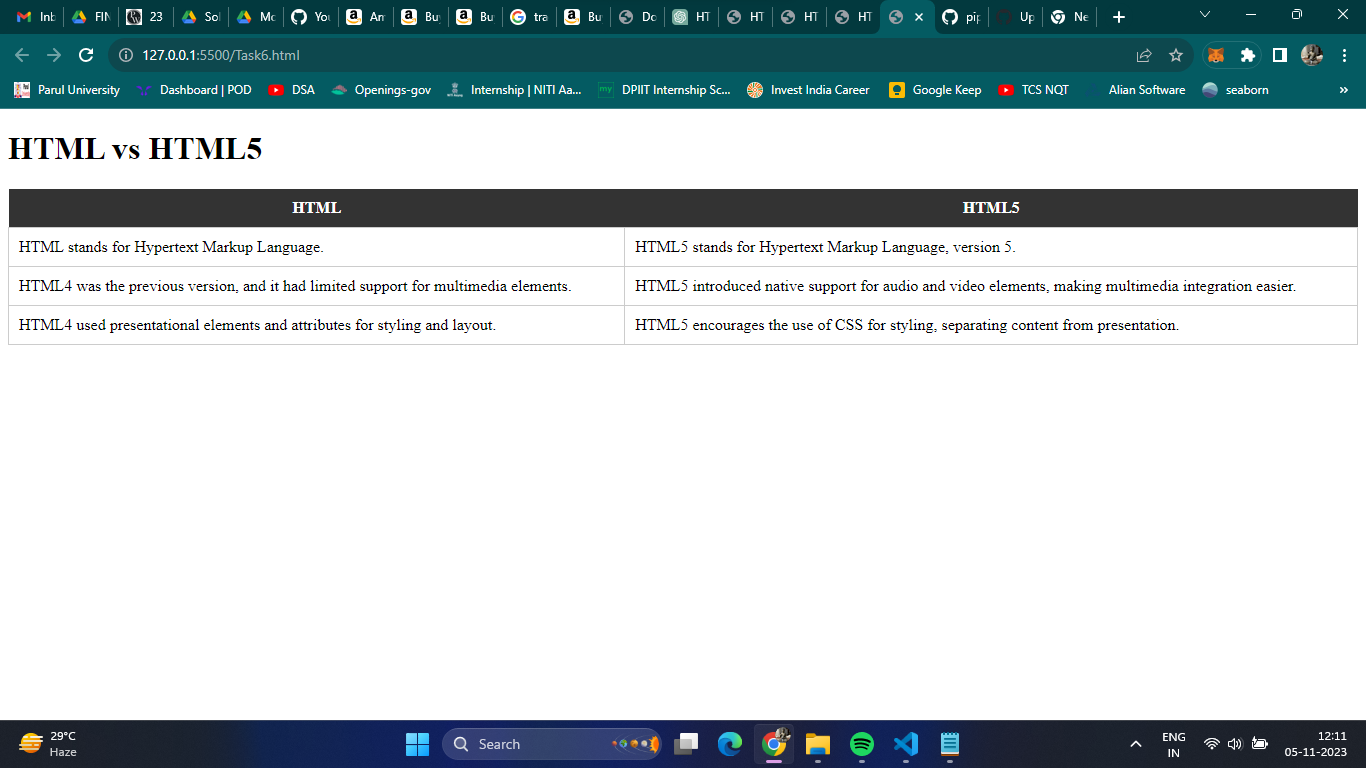 Inb
FIN
23
Sol
Mc
You
Am
Buy
Buy
tra
Buy
Do
HT
HT
HT
HT
pip
Up
Ne
127.0.0.1:5500/Task6.html
Parul University
Dashboard | POD
DSA
Openings-gov
Internship | NITI Aa...
my
DPIIT Internship Sc...
Invest India Career
Google Keep
TCS NQT
Alian Software
seaborn
»
HTML vs HTML5
HTML HTML5
HTML stands for Hypertext Markup Language. HTML5 stands for Hypertext Markup Language, version 5.
HTML4 was the previous version, and it had limited support for multimedia elements. HTML5 introduced native support for audio and video elements, making multimedia integration easier.
HTML4 used presentational elements and attributes for styling and layout. HTML5 encourages the use of CSS for styling, separating content from presentation.
29°C
Haze
Search
ENG
IN
12:11
05-11-2023